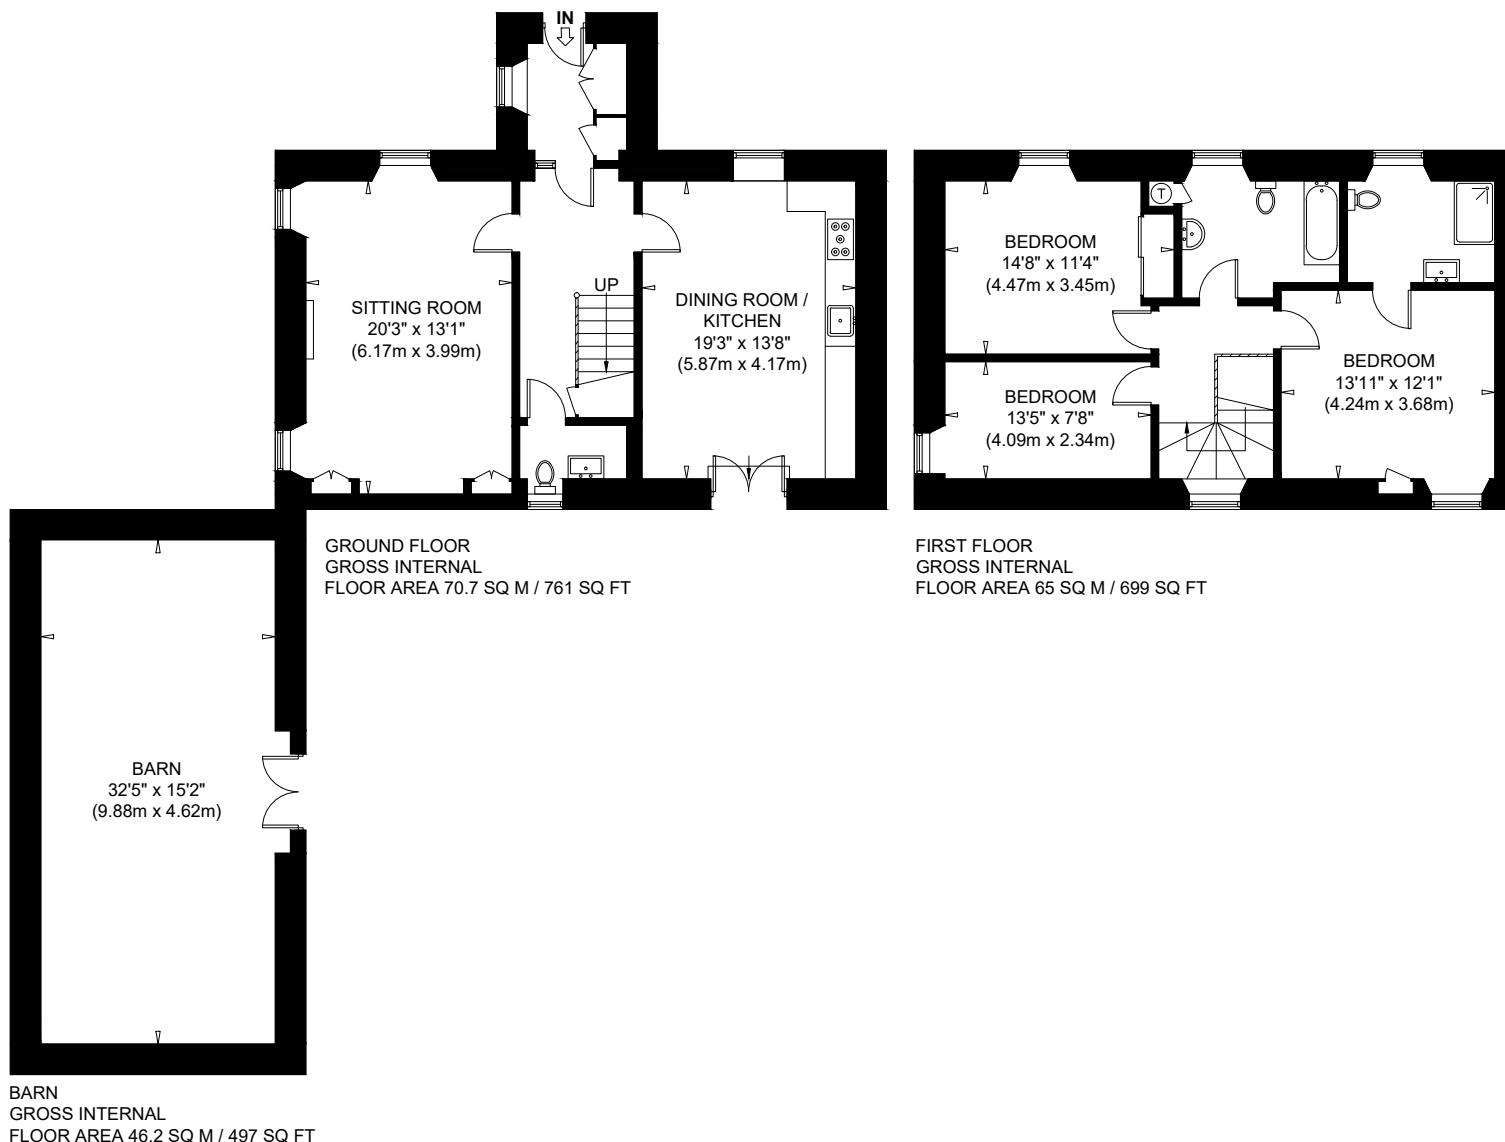 IN
UP
SITTING ROOM
20'3" x 13'1"
(6.17m x 3.99m)
DINING ROOM /
KITCHEN
19'3" x 13'8"
(5.87m x 4.17m)
GROUND FLOOR
GROSS INTERNAL
FLOOR AREA 70.7 SQ M / 761 SQ FT
T
BEDROOM
14'8" x 11'4"
(4.47m x 3.45m)
BEDROOM
13'5" x 7'8"
(4.09m x 2.34m)
BEDROOM
13'11" x 12'1"
(4.24m x 3.68m)
FIRST FLOOR
GROSS INTERNAL
FLOOR AREA 65 SQ M / 699 SQ FT
BARN
32'5" x 15'2"
(9.88m x 4.62m)
BARN
GROSS INTERNAL
FLOOR AREA 46.2 SQ M / 497 SQ FT